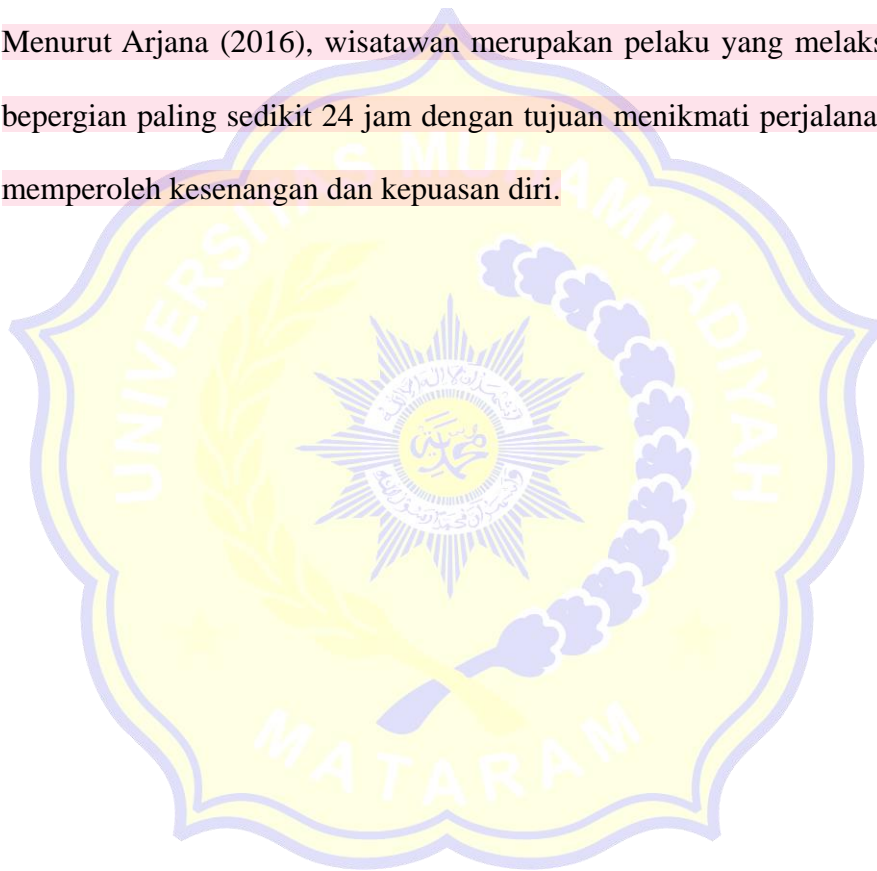 Menurut Arjana (2016), wisatawan merupakan pelaku yang melaks
bepergian paling sedikit 24 jam dengan tujuan menikmati perjalana
memperoleh kesenangan dan kepuasan diri.
UNIVERSITAS MUHAMMADIYAH
MATARAM